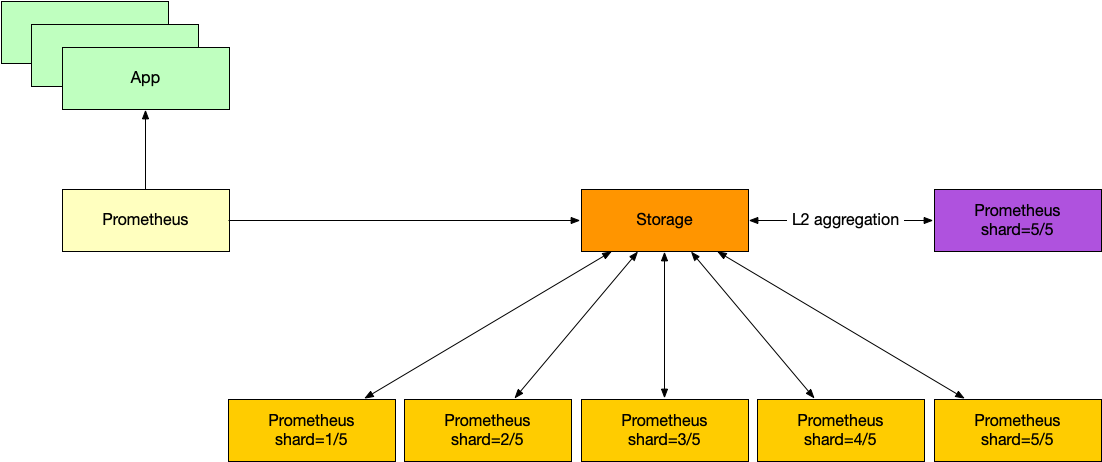 App
Prometheus
Storage
L2 aggregation
Prometheus
shard=5/5
Prometheus
shard=1/5
Prometheus
shard=2/5
Prometheus
shard=3/5
Prometheus
shard=4/5
Prometheus
shard=5/5